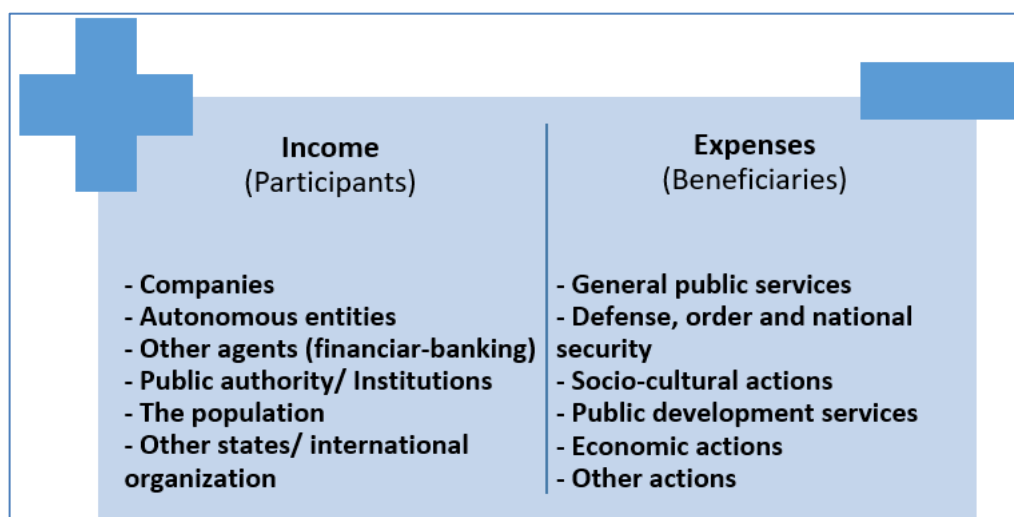 Income
(Participants)
- Companies
- Autonomous entities
- Other agents (financiar-banking)
- Public authority/ Institutions
- The population
- Other states/ international
organization
Expenses
(Beneficiaries)
- General public services
- Defense, order and national
security
- Socio-cultural actions
- Public development services
- Economic actions
- Other actions